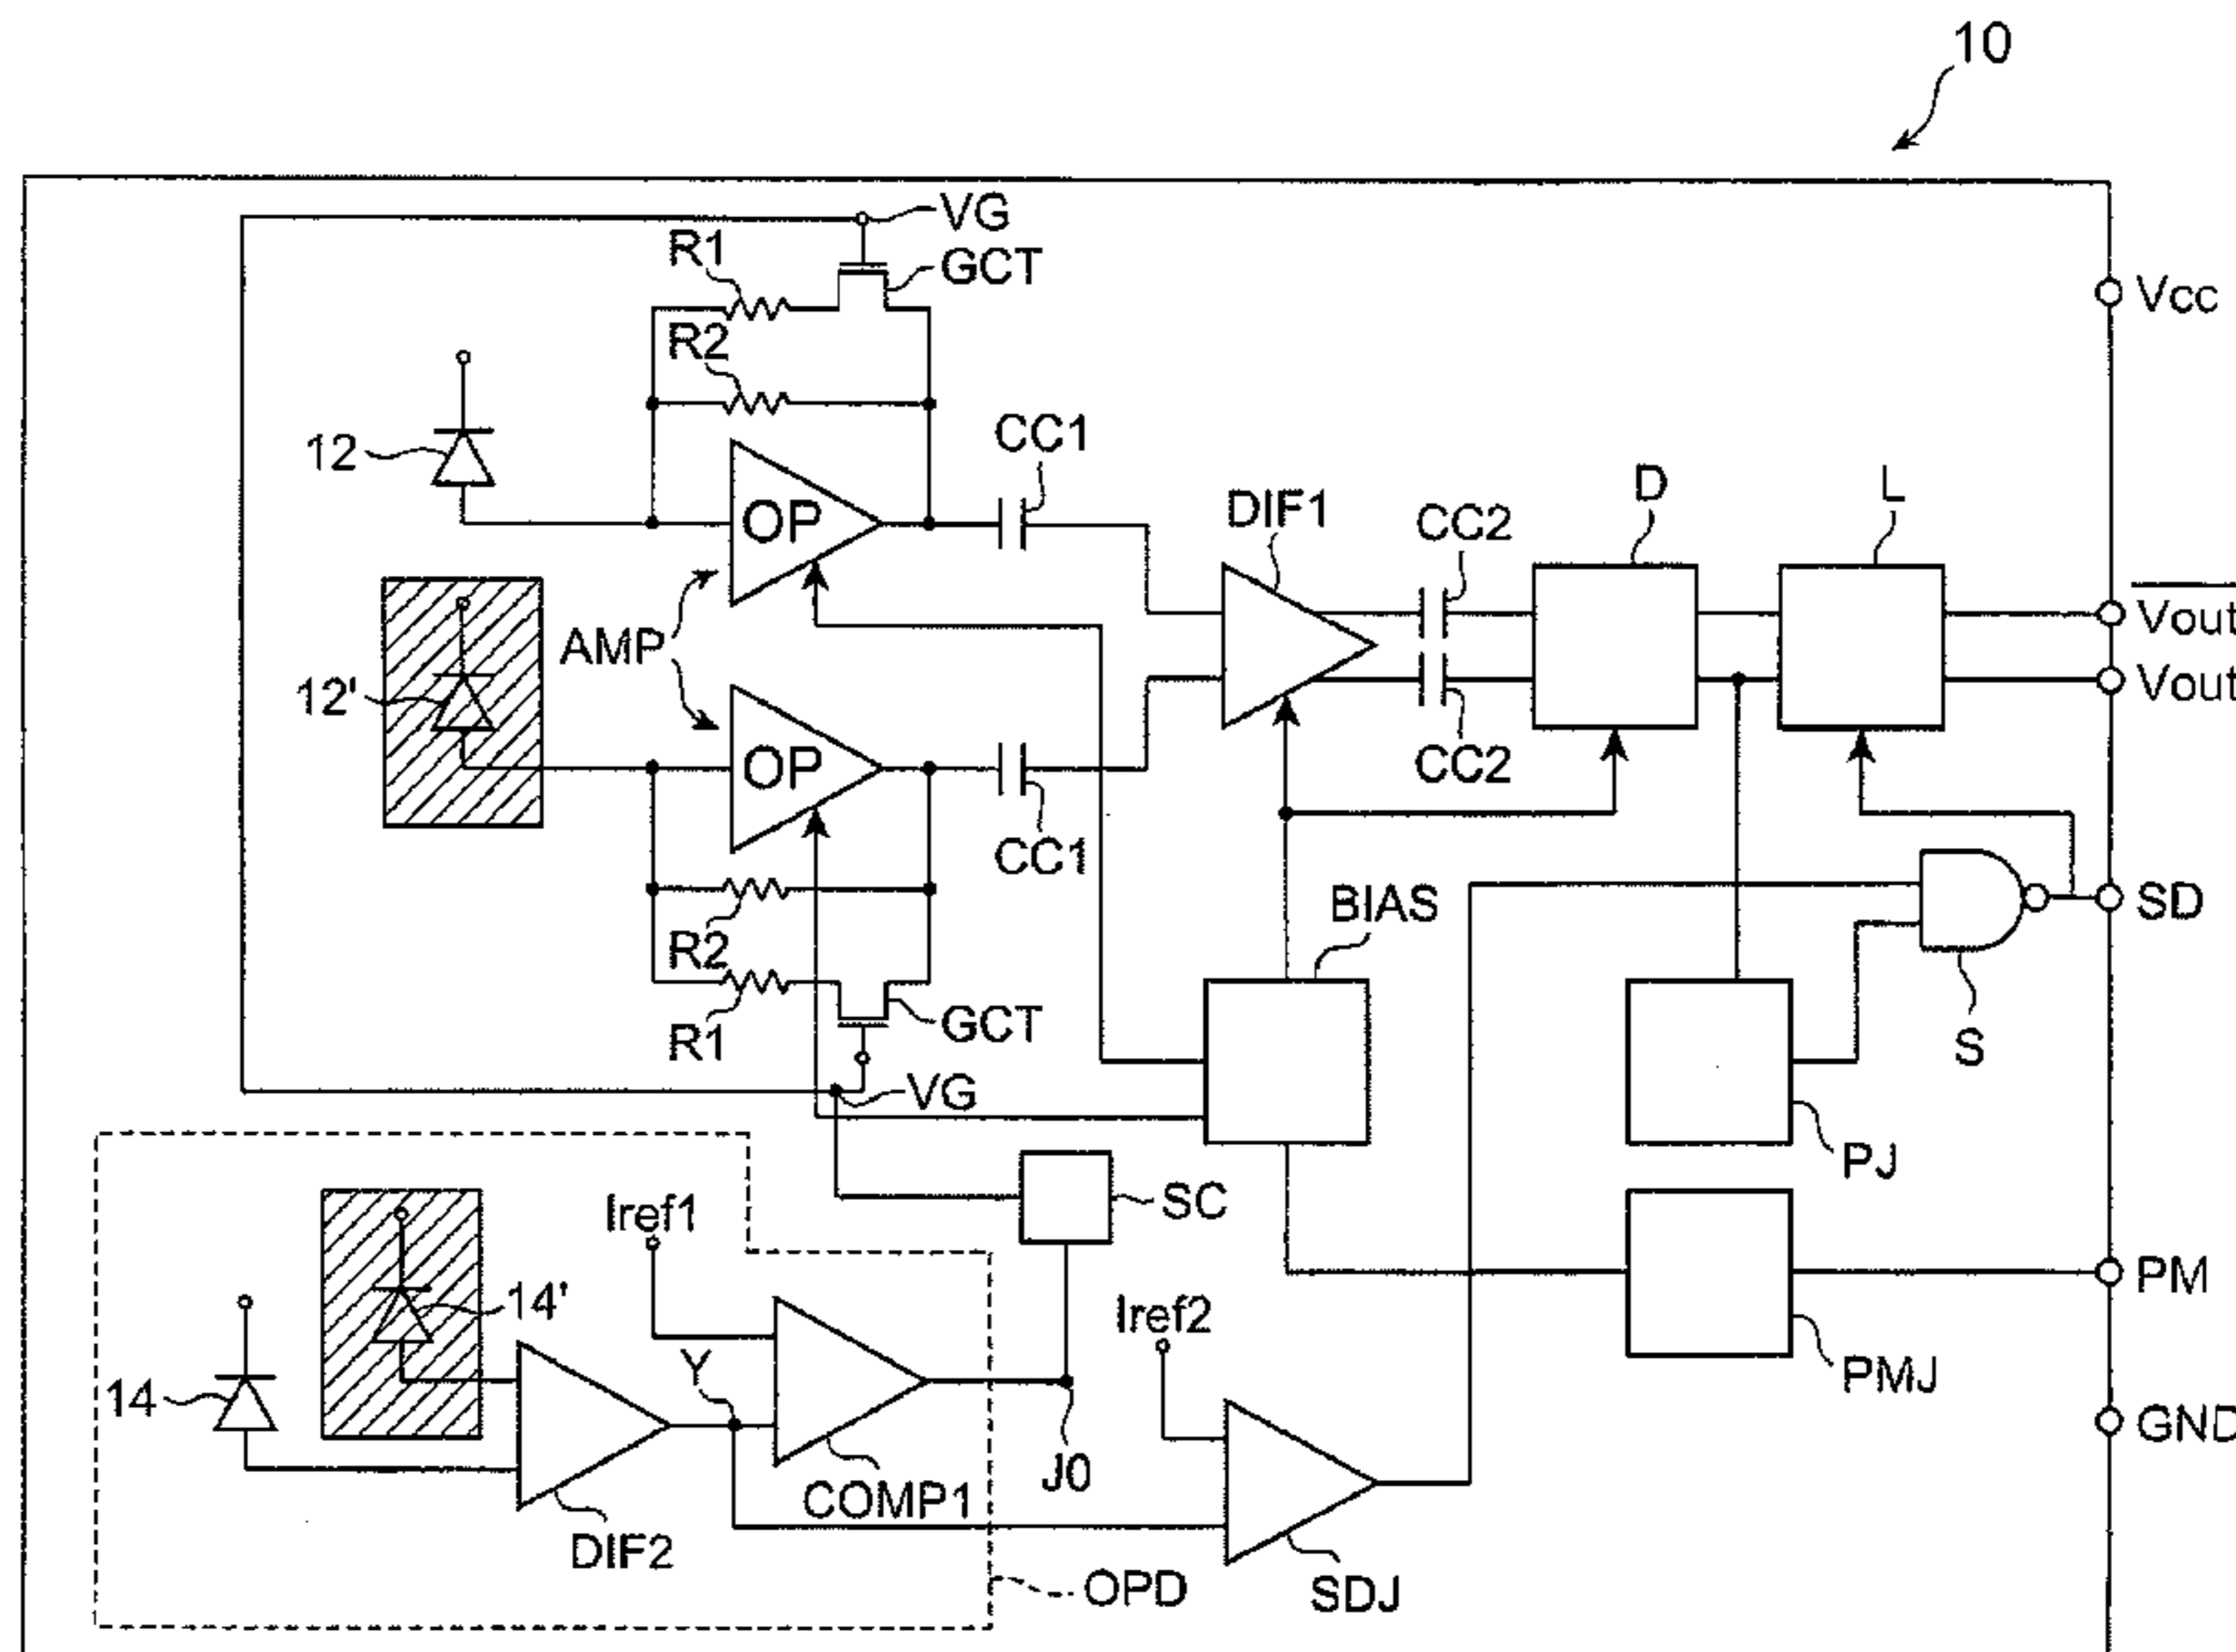 10
VG
R1
GCT
Vcc
R2
12
CC1
D
L
OP
DIF1
CC2
Vout
AMP
12'
Vout
OP
CC2
CC1
SD
BIAS
R2
S
R1
GCT
VG
PJ
SC
Iref1
14'
PM
Iref2
Y
14
PMJ
GND
COMP1
J0
DIF2
OPD
SDJ